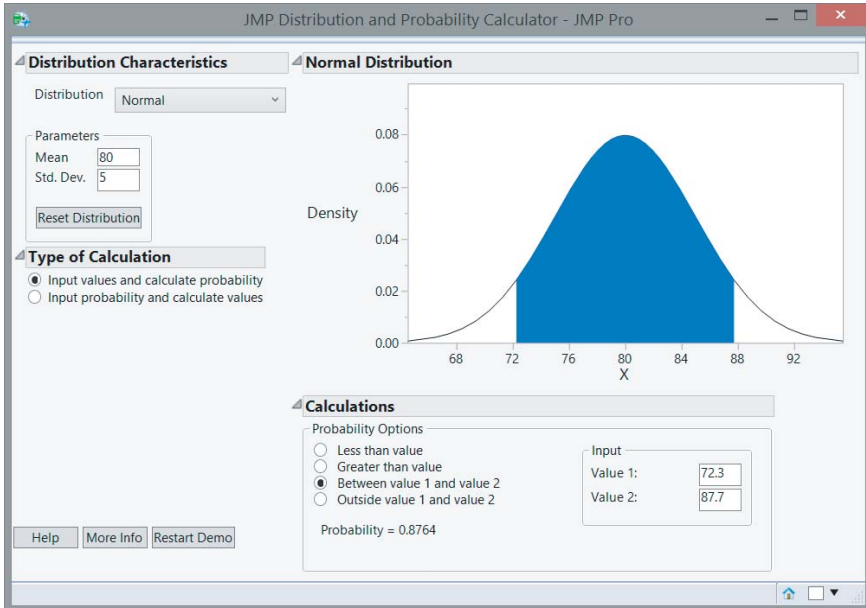 JMP Distribution and Probability Calculator - JMP Pro
Distribution Characteristics
Distribution Normal
Parameters
Mean 80
Std. Dev. 5
Reset Distribution
Type of Calculation
Input values and calculate probability
Input probability and calculate values
Normal Distribution
0.08
0.06
Density
0.04
0.02
0.00
68 72 76 80 84 88 92
X
Calculations
Probability Options
Less than value
Greater than value
Between value 1 and value 2
Outside value 1 and value 2
Probability = 0.8764
Input
Value 1: 72.3
Value 2: 87.7
Help More Info Restart Demo